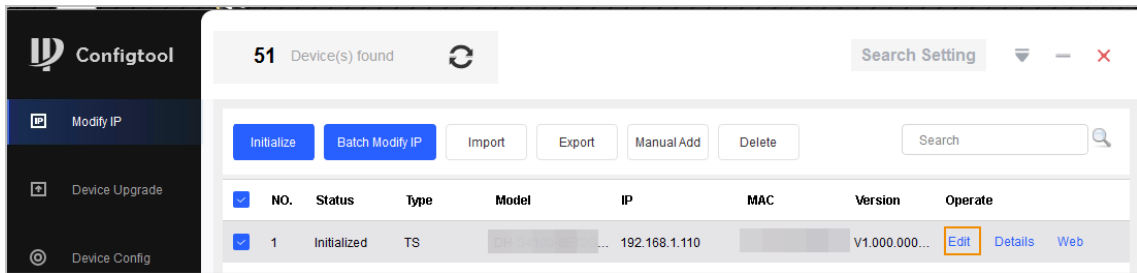 Configtool
51 Device(s) found
Search Setting
Modify IP
Initialize
Batch Modify IP
Import
Export
Manual Add
Delete
Search
Device Upgrade
NO. Status Type Model IP MAC Version Operate
1 Initialized TS ... 192.168.1.110 V1.000.000... Edit Details Web
Device Config